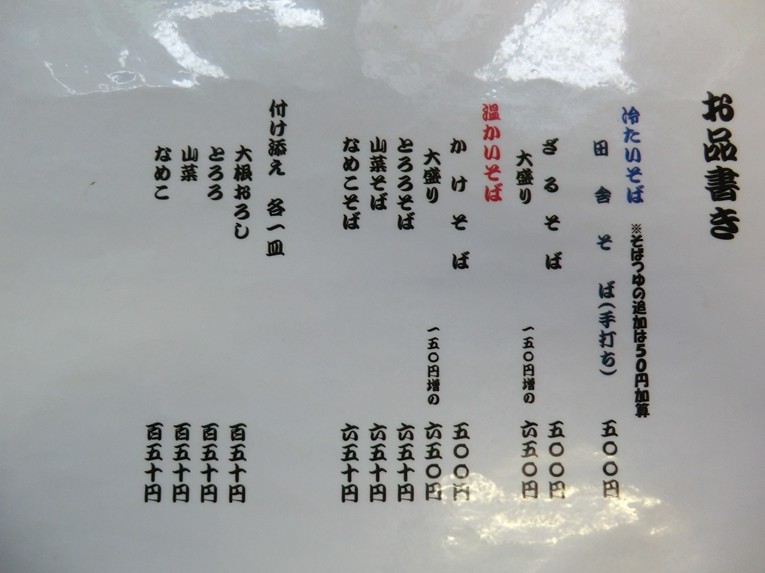 お品書き
冷たいそば ※そばつゆの追加は50円加算
田舎そば(手打ち) 五〇〇円
ざるそば 五〇〇円
大盛り 一五〇円増の 六五〇円
温かいそば
かけそば 五〇〇円
大盛り 一五〇円増の 六五〇円
とろろそば 六五十円
山菜そば 六五十円
なめこそば 六五十円
付け添え 各一皿
大根おろし 百五十円
とろろ 百五十円
山菜 百五十円
なめこ 百五十円